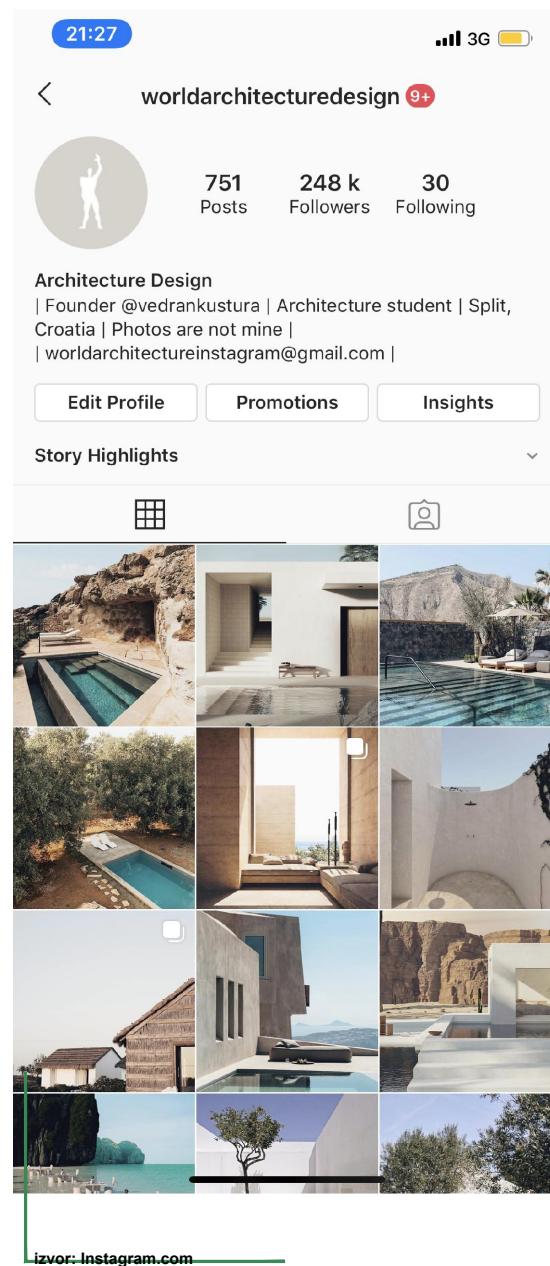 21:27
3G
worldarchitecturedesign 9+
751 248 k 30
Posts Followers Following
Architecture Design
| Founder @vedrankustura | Architecture student | Split,
Croatia | Photos are not mine |
| worldarchitectureinstagram@gmail.com |
Edit Profile Promotions Insights
Story Highlights
izvor: Instagram.com